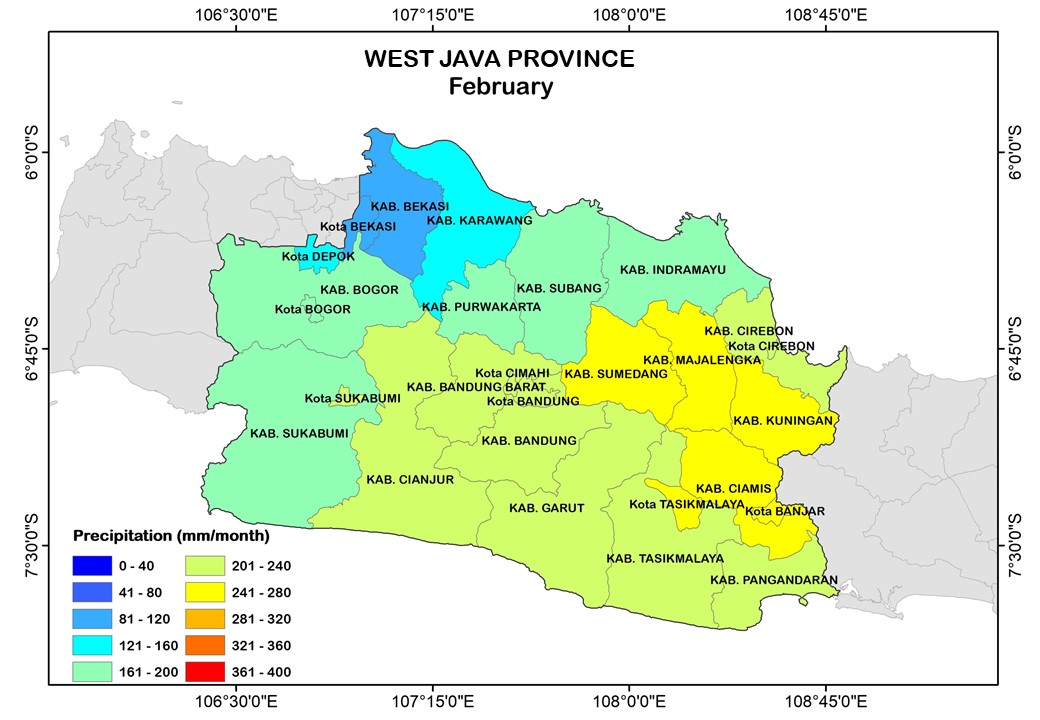 106°30'0"E 107°15'0"E 108°00'0"E 108°45'0"E
WEST JAVA PROVINCE
February
6°0'0"S
6°0'0"S
KAB. BEKASI
KAB. KARAWANG
Kota BEKASI
Kota DEPOK
KAB. INDRAMAYU
KAB. BOGOR
KAB. SUBANG
Kota BOGOR
KAB. PURWAKARTA
KAB. CIREBON
Kota CIREBON
6°45'0"S
6°45'0"S
KAB. MAJALENGKA
Kota CIMAHI
KAB. SUMEDANG
KAB. BANDUNG BARAT
Kota SUKABUMI
Kota BANDUNG
KAB. KUNINGAN
KAB. SUKABUMI
KAB. BANDUNG
KAB. CIANJUR
KAB. CIAMIS
Kota TASIKMALAYA
KAB. GARUT
Kota BANJAR
7°30'0"S
7°30'0"S
KAB. TASIKMALAYA
KAB. PANGANDARAN
Precipitation (mm/month)
0 - 40
41 - 80
81 - 120
121 - 160
161 - 200
201 - 240
241 - 280
281 - 320
321 - 360
361 - 400
106°30'0"E 107°15'0"E 108°00'0"E 108°45'0"E